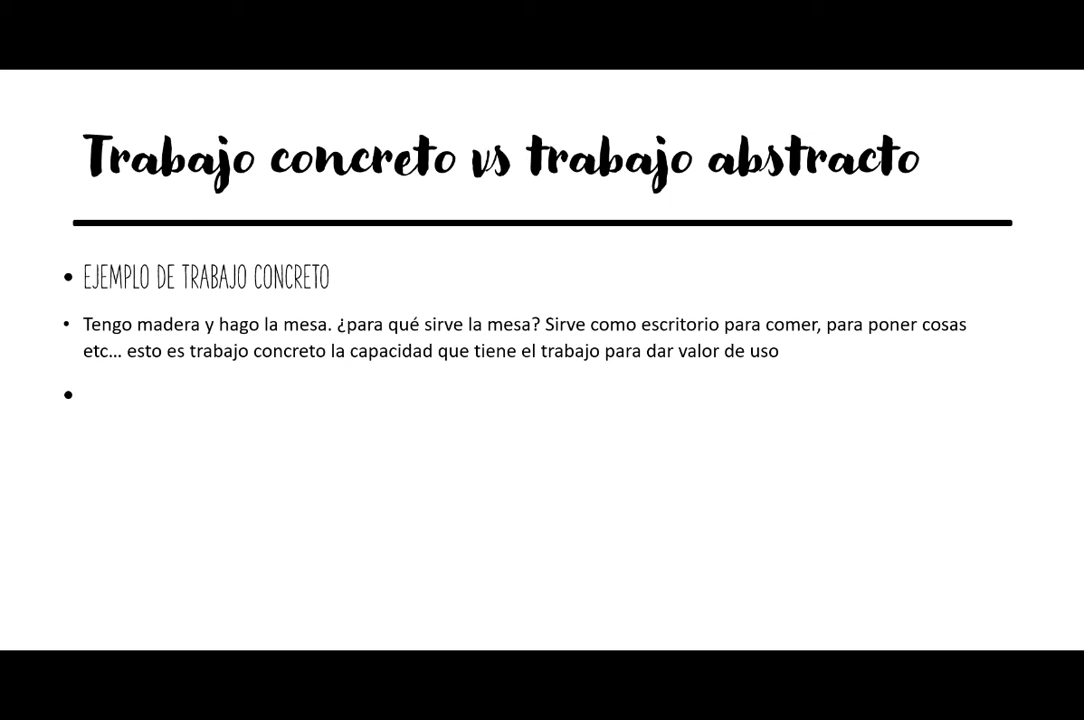 Trabajo concreto vs trabajo abstracto
• EJEMPLO DE TRABAJO CONCRETO
• Tengo madera y hago la mesa. ¿para qué sirve la mesa? Sirve como escritorio para comer, para poner cosas
etc... esto es trabajo concreto la capacidad que tiene el trabajo para dar valor de uso
•